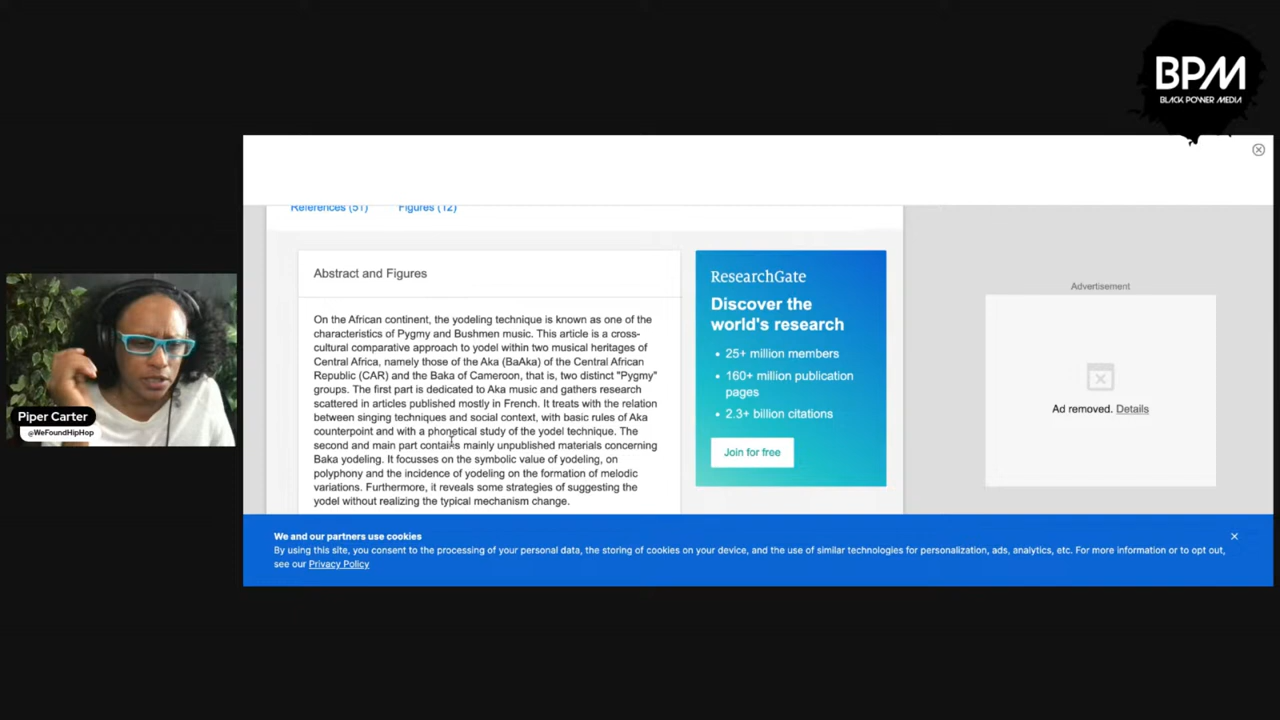 BPM
BLACK POWER MEDIA
References (51) Figures (12)
Abstract and Figures
On the African continent, the yodeling technique is known as one of the
characteristics of Pygmy and Bushmen music. This article is a cross-
cultural comparative approach to yodel within two musical heritages of
Central Africa, namely those of the Aka (BaAka) of the Central African
Republic (CAR) and the Baka of Cameroon, that is, two distinct "Pygmy"
groups. The first part is dedicated to Aka music and gathers research
scattered in articles published mostly in French. It treats with the relation
between singing techniques and social context, with basic rules of Aka
counterpoint and with a phonetical study of the yodel technique. The
second and main part contains mainly unpublished materials concerning
Baka yodeling. It focusses on the symbolic value of yodeling, on
polyphony and the incidence of yodeling on the formation of melodic
variations. Furthermore, it reveals some strategies of suggesting the
yodel without realizing the typical mechanism change.
ResearchGate
Discover the
world's research
• 25+ million members
• 160+ million publication
pages
• 2.3+ billion citations
Join for free
Advertisement
Ad removed. Details
Piper Carter
@WeFoundHipHop
We and our partners use cookies
By using this site, you consent to the processing of your personal data, the storing of cookies on your device, and the use of similar technologies for personalization, ads, analytics, etc. For more information or to opt out,
see our Privacy Policy